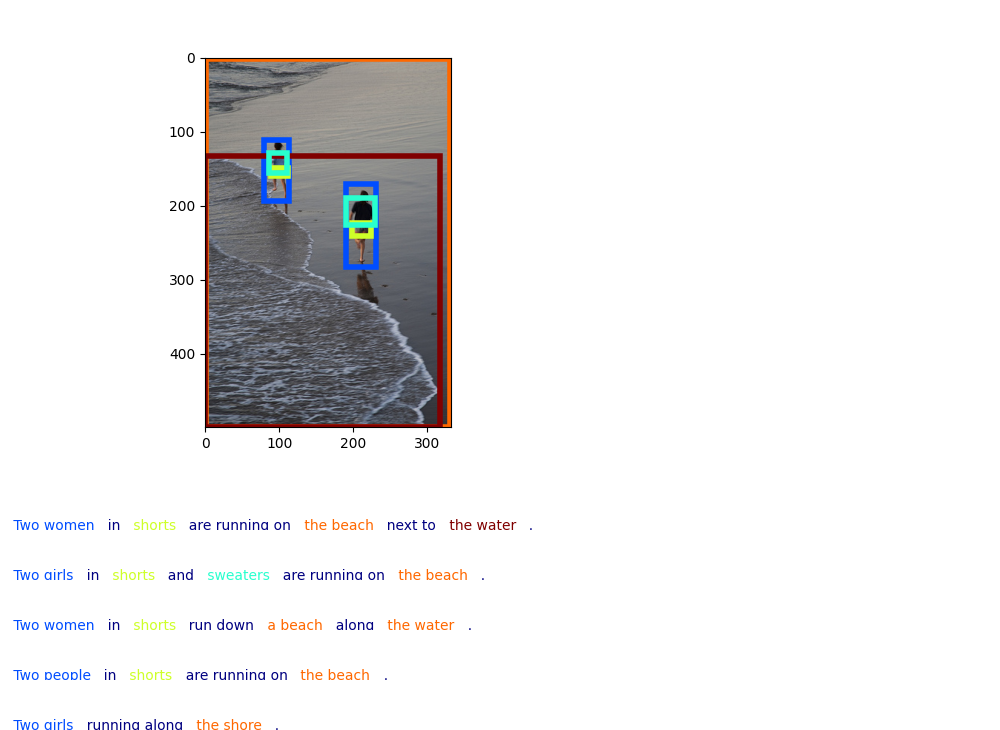 0
100
200
300
400
0 100 200 300
Two women in shorts are running on the beach next to the water .
Two girls in shorts and sweaters are running on the beach .
Two women in shorts run down a beach along the water .
Two people in shorts are running on the beach .
Two girls running along the shore .